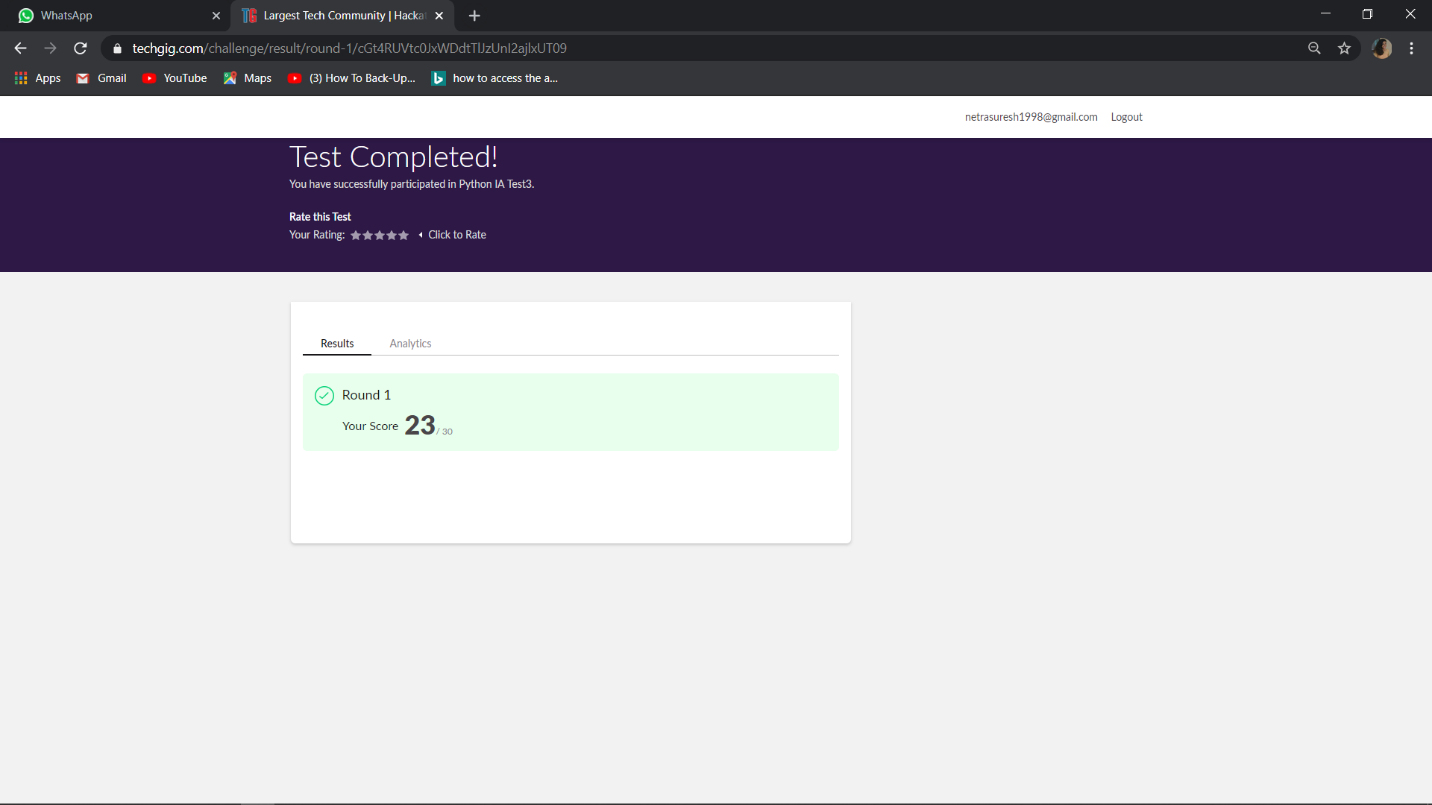 WhatsApp
Largest Tech Community | Hacka
techgig.com/challenge/result/round-1/cGt4RUVtc0JxWDdtTlJzUnI2ajlxUT09
Apps Gmail YouTube Maps (3) How To Back-Up... how to access the a...
netrasuresh1998@gmail.com Logout
Test Completed!
You have successfully participated in Python IA Test3.
Rate this Test
Your Rating: Click to Rate
Results Analytics
Round 1
Your Score 23 / 30